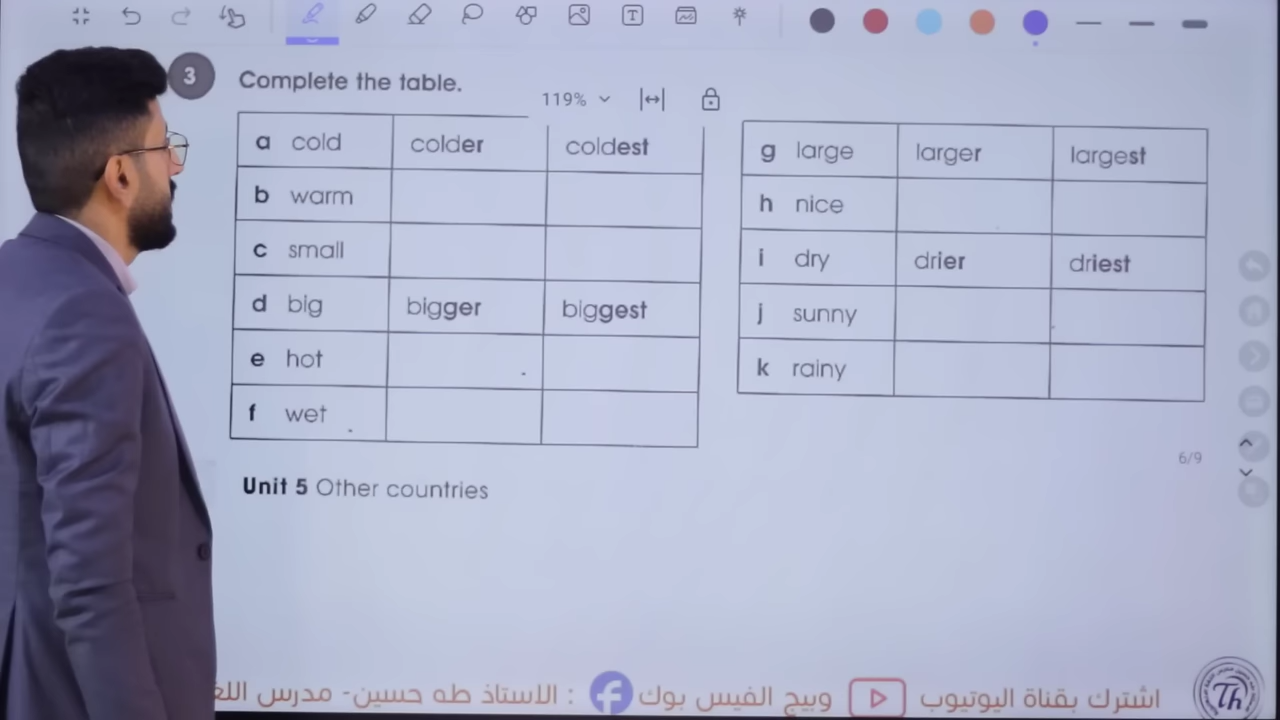 3 Complete the table.
119%
a cold colder coldest
b warm
c small
d big bigger biggest
e hot
f wet
g large larger largest
h nice
i dry drier driest
j sunny
k rainy
6/9
Unit 5 Other countries
اشترك بقناة اليوتيوب وبيج الفيس بوك : الاستاذ طه حسين- مدرس
Th